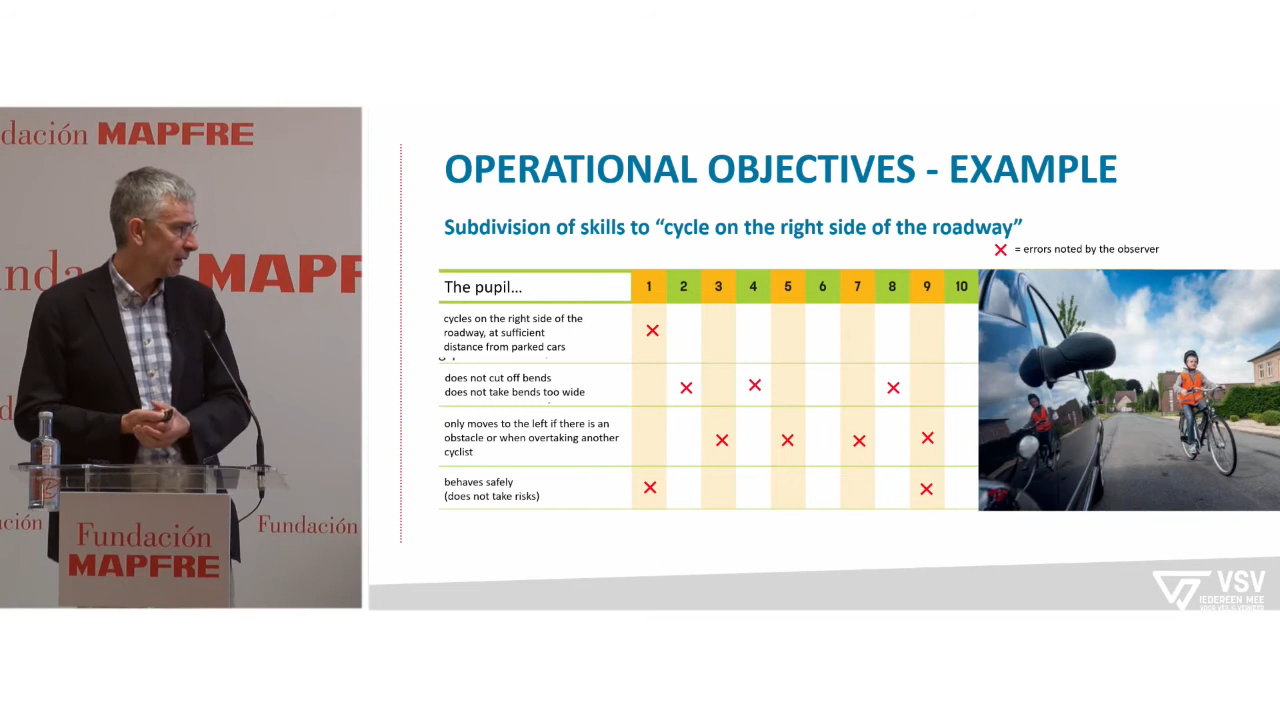 dación MAPFRE
OPERATIONAL OBJECTIVES - EXAMPLE
Subdivision of skills to “cycle on the right side of the roadway”
= errors noted by the observer
The pupil... 1 2 3 4 5 6 7 8 9 10
cycles on the right side of the
roadway, at sufficient
distance from parked cars
does not cut off bends
does not take bends too wide
only moves to the left if there is an
obstacle or when overtaking another
cyclist
behaves safely
(does not take risks)
unda MAPF
ación
Fundación
Fundación
MAPFRE
VSV
IEDEREEN MEE